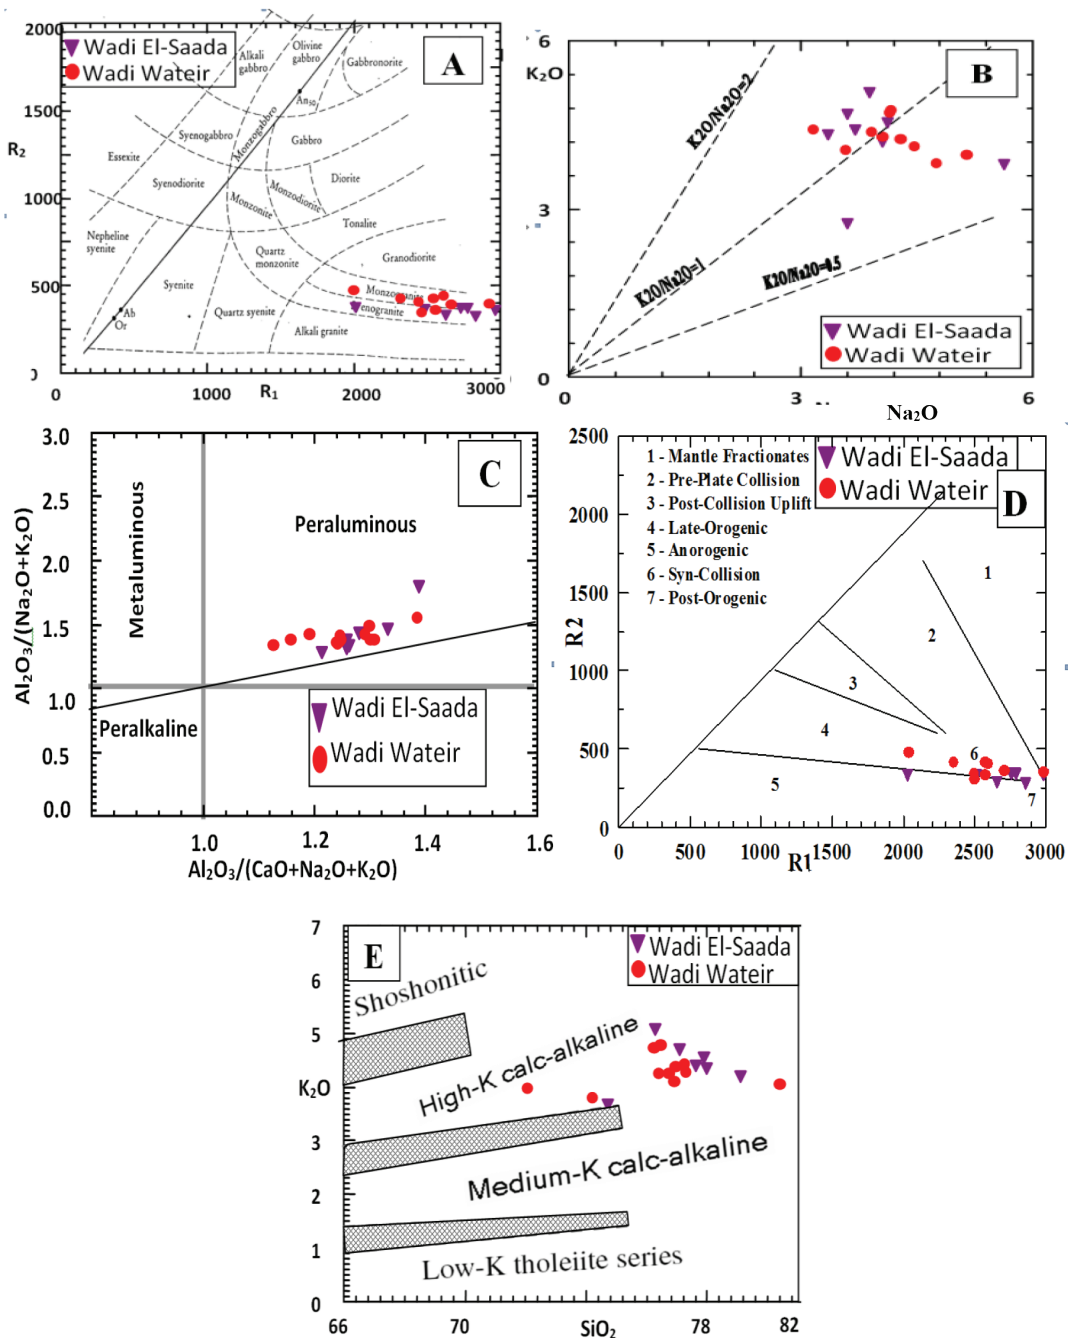 2000
1500
R2
1000
500
0
0
1000
2000
3000
R1
Wadi El-Saada
Wadi Wateir
A
Alkali
gabbro
Olivine
gabbro
Gabbronorite
An50
Syenogabbro
Monzogabbro
Gabbro
Essexite
Syenodiorite
Diorite
Monzonite
Monzodiorite
Tonalite
Nepheline
syenite
Quartz
monzonite
Granodiorite
Syenite
Ab
Or
Quartz syenite
Alkali granite
6
K2O
3
0
0
3
6
Na2O
B
K2O/Na2O=2
K2O/Na2O=1
K2O/Na2O=0.5
Wadi El-Saada
Wadi Wateir
3.0
2.5
2.0
1.5
1.0
0.5
0.0
Al2O3/(Na2O+K2O)
1.0
1.2
1.4
1.6
Al2O3/(CaO+Na2O+K2O)
C
Metaluminous
Peraluminous
Peralkaline
Wadi El-Saada
Wadi Wateir
2500
2000
1500
R2
1000
500
0
0
500
1000
1500
2000
2500
3000
R1
1 - Mantle Fractionates
2 - Pre-Plate Collision
3 - Post-Collision Uplift
4 - Late-Orogenic
5 - Anorogenic
6 - Syn-Collision
7 - Post-Orogenic
Wadi El-Saada
Wadi Wateir
D
1
2
3
4
5
6
7
7
6
5
K2O
3
2
1
0
66
70
SiO2
78
82
E
Wadi El-Saada
Wadi Wateir
Shoshonitic
High-K calc-alkaline
Medium-K calc-alkaline
Low-K tholeiite series